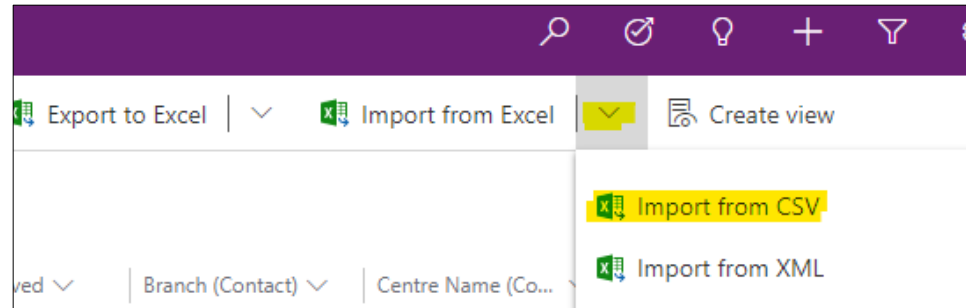 Export to Excel Import from Excel Create view
Import from CSV
Import from XML
ved Branch (Contact) Centre Name (Co...